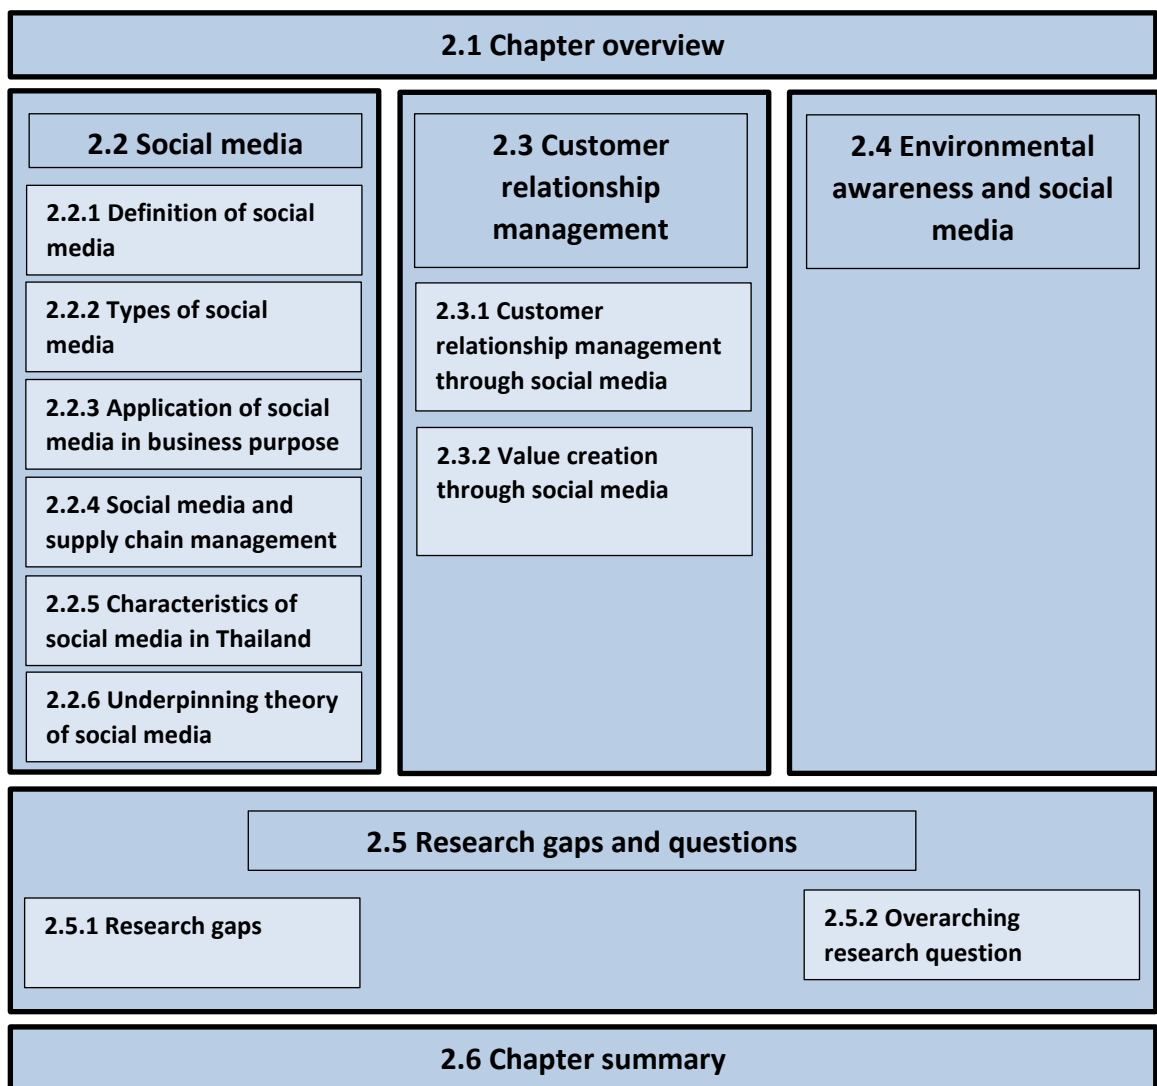 2.1 Chapter overview
2.2 Social media
2.2.1 Definition of social
media
2.2.2 Types of social
media
2.2.3 Application of social
media in business purpose
2.2.4 Social media and
supply chain management
2.2.5 Characteristics of
social media in Thailand
2.2.6 Underpinning theory
of social media
2.3 Customer
relationship
management
2.3.1 Customer
relationship management
through social media
2.3.2 Value creation
through social media
2.4 Environmental
awareness and social
media
2.5 Research gaps and questions
2.5.1 Research gaps
2.5.2 Overarching
research question
2.6 Chapter summary